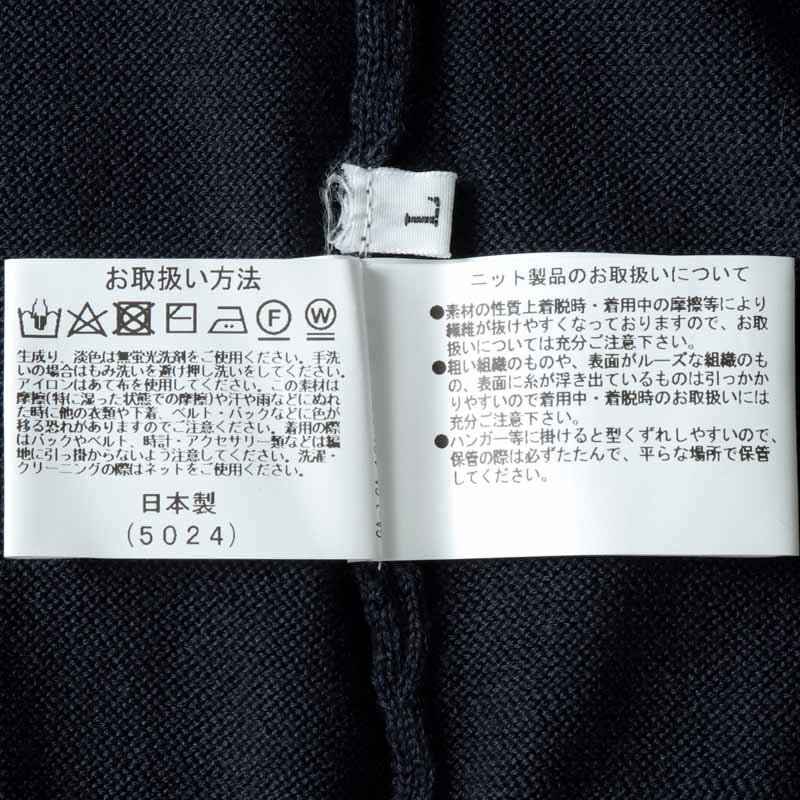 L
お取扱い方法
F
W
生成り、淡色は無蛍光洗剤をご使用ください。手洗
いの場合はもみ洗いを避け押し洗いをしてください。
アイロンはあて布を使用してください。この素材は
摩擦(特に湿った状態での摩擦)や汗や雨などにぬれ
た時に他の衣類や下着、ベルト・バックなどに色が
移る恐れがありますのでご注意ください。着用の際
はバックやベルト、時計・アクセサリー類などは編
地に引っ掛からないよう注意してください。洗濯・
クリーニングの際はネットをご使用ください。
日本製
(5024)
ニット製品のお取扱いについて
●素材の性質上着脱時・着用中の摩擦等により
繊維が抜けやすくなっておりますので、お取
扱いについては充分ご注意下さい。
●粗い組織のものや、表面がルーズな組織のも
の、表面に糸が浮き出ているものは引っかか
りやすいので着用中・着脱時のお取扱いには
充分ご注意ください。
●ハンガー等に掛けると型くずれしやすいので、
保管の際は必ずたたんで、平らな場所で保管
してください。